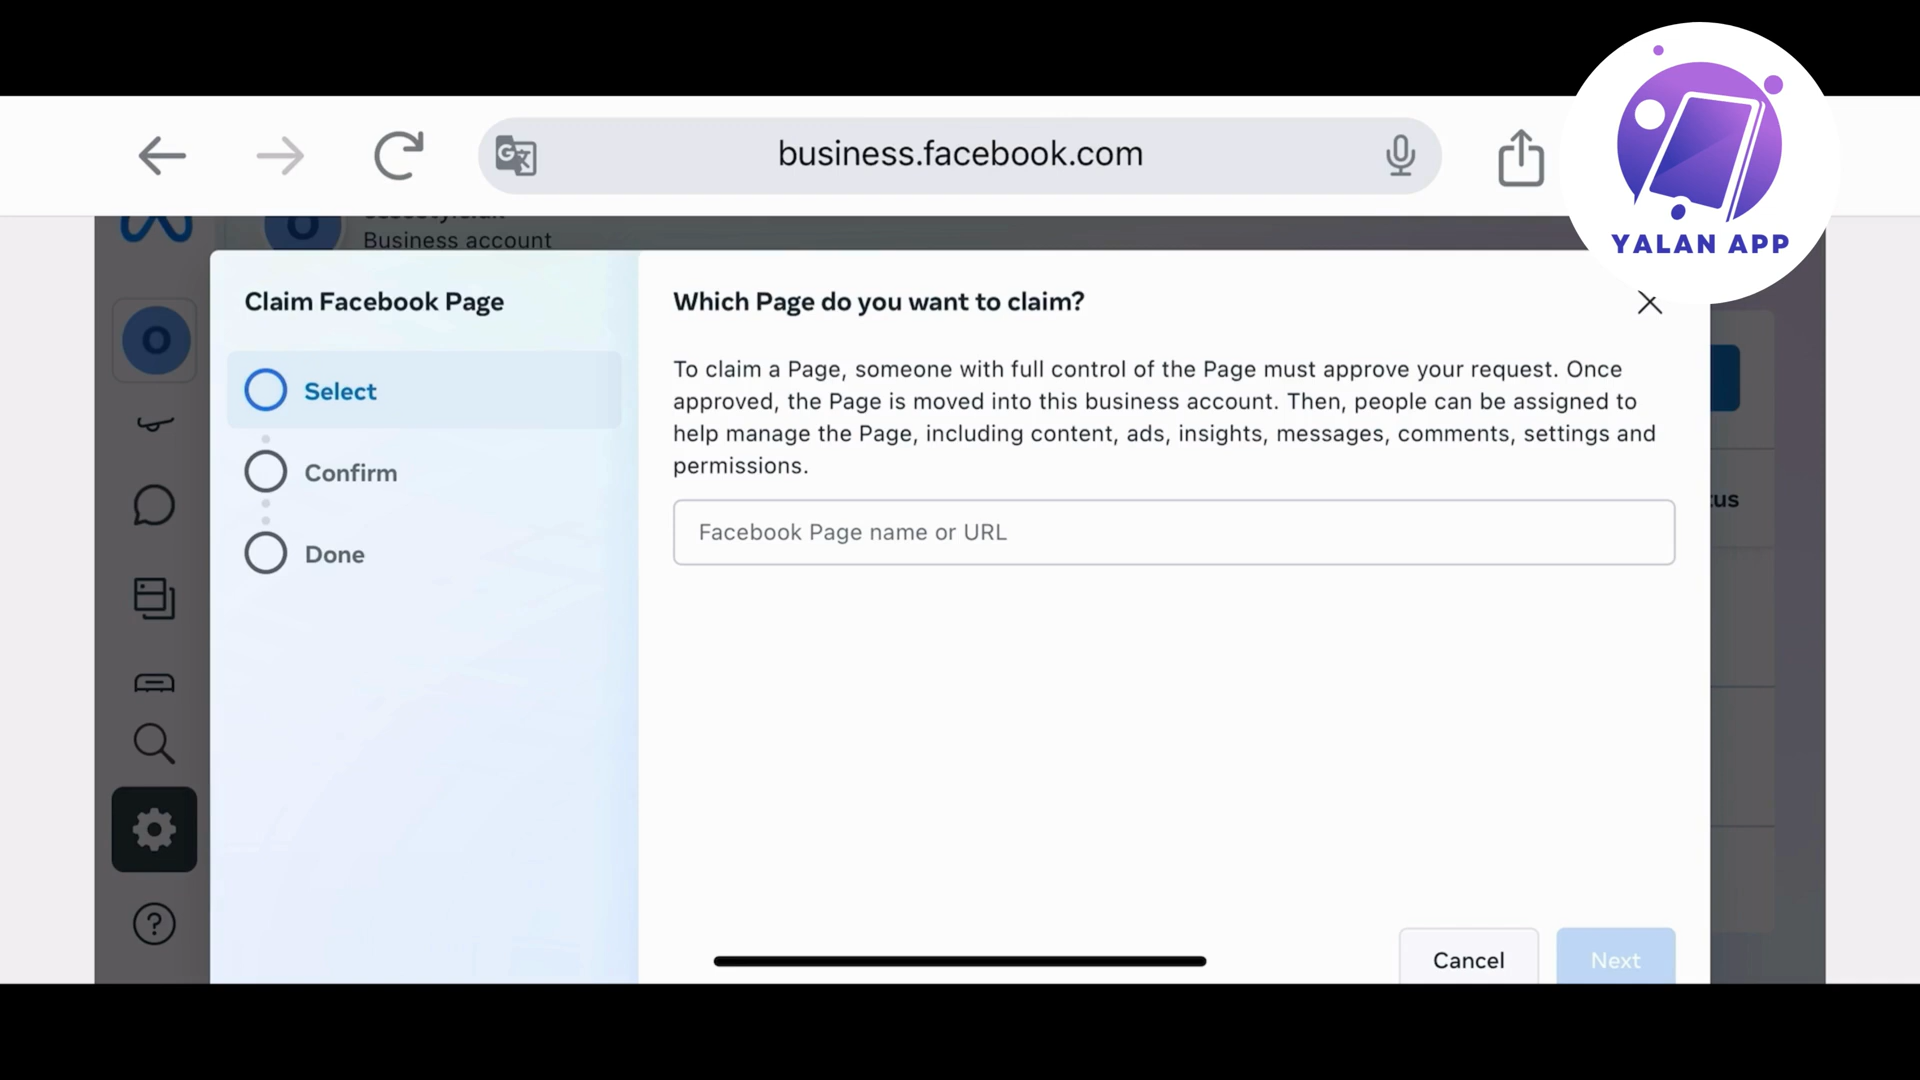 business.facebook.com
YALAN APP
Business account
Claim Facebook Page
Select
Confirm
Done
Which Page do you want to claim?
To claim a Page, someone with full control of the Page must approve your request. Once
approved, the Page is moved into this business account. Then, people can be assigned to
help manage the Page, including content, ads, insights, messages, comments, settings and
permissions.
Facebook Page name or URL
Cancel
Next
O
O